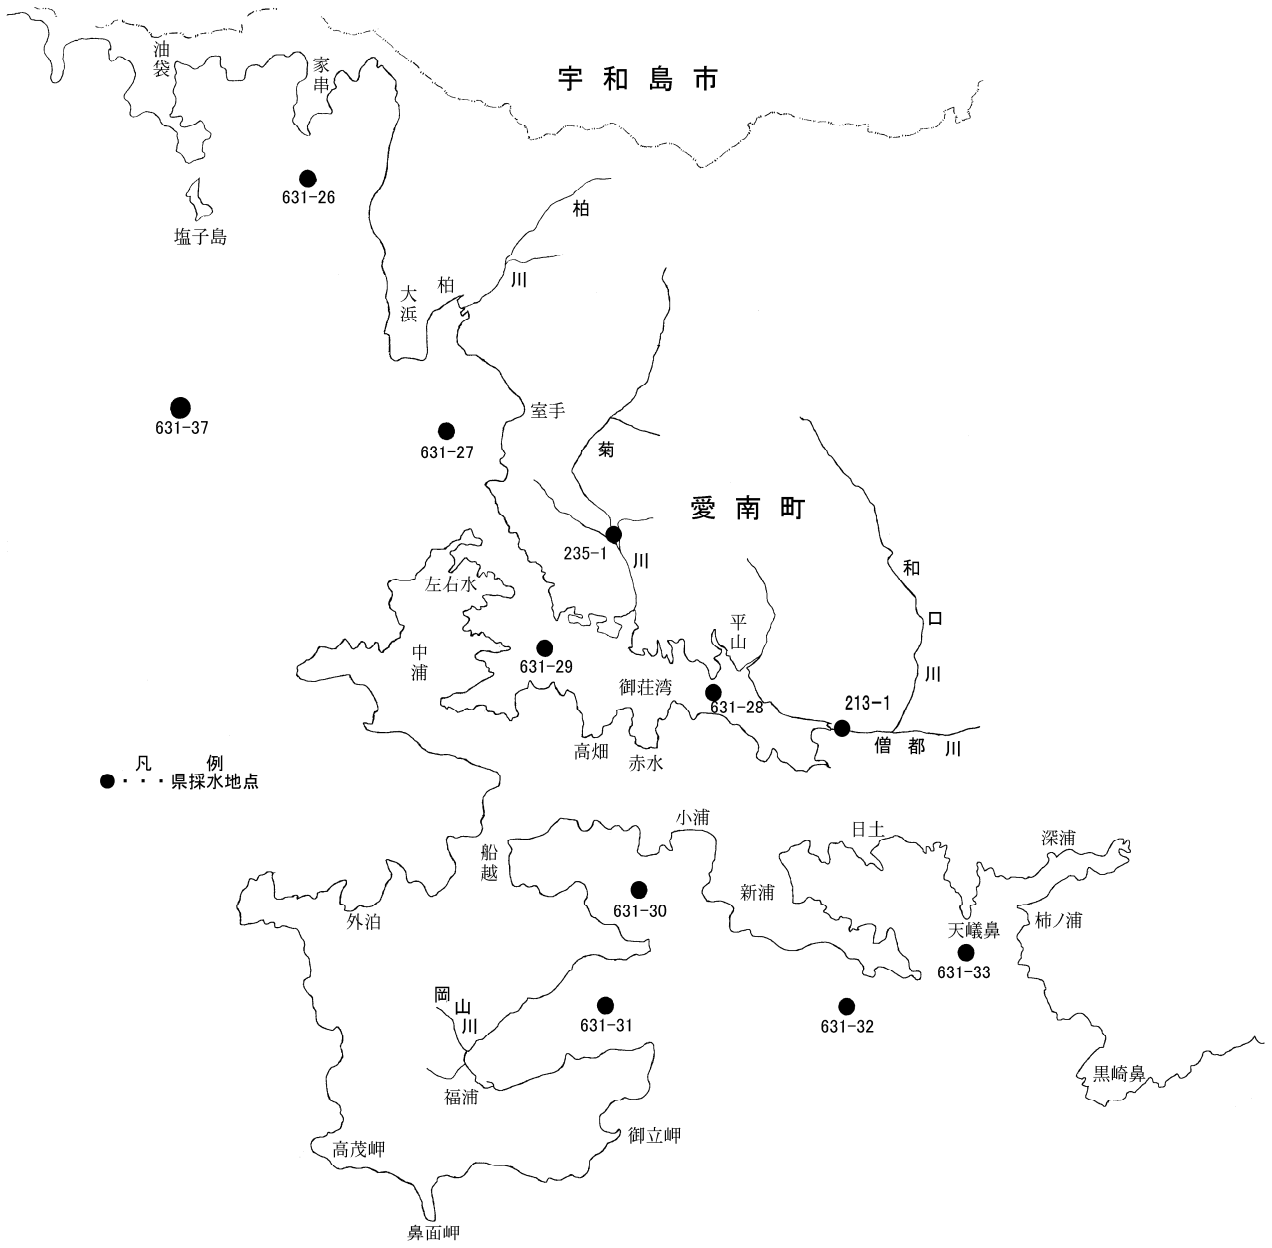 油袋
家串
宇和島市
631-26
塩子島
柏
川
柏
大浜
631-37
631-27
室手
菊
愛南町
235-1
川
左右水
和
口
川
平山
中浦
631-29
御荘湾
631-28
213-1
僧都川
高畑
赤水
凡例
●・・・県採水地点
小浦
日土
深浦
船越
新浦
631-30
外泊
天嶬鼻
柿ノ浦
631-33
岡山川
631-31
631-32
福浦
黒崎鼻
御立岬
高茂岬
鼻面岬